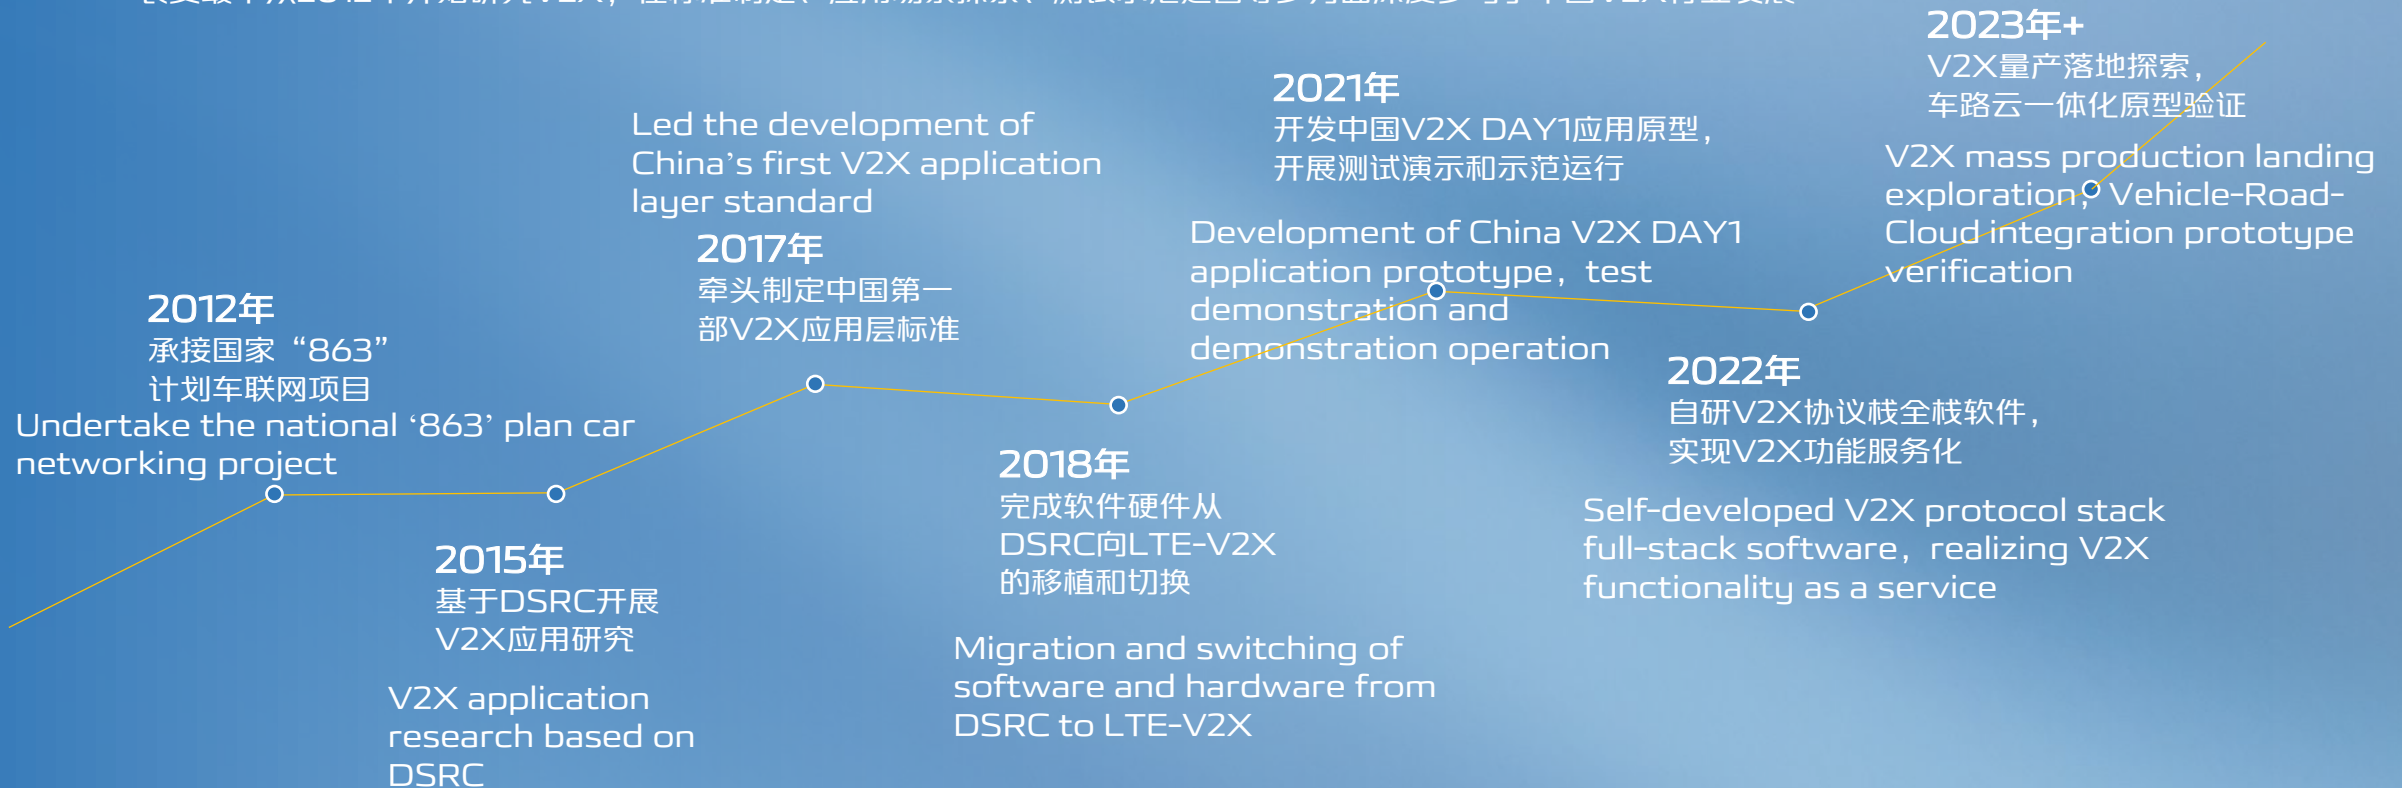 2012年
承接国家“863”
计划车联网项目
Undertake the national ‘863’ plan car
networking project
2015年
基于DSRC开展
V2X应用研究
V2X application
research based on
DSRC
Led the development of
China’s first V2X application
layer standard
2017年
牵头制定中国第一
部V2X应用层标准
2018年
完成软件硬件从
DSRC向LTE-V2X
的移植和切换
Migration and switching of
software and hardware from
DSRC to LTE-V2X
2021年
开发中国V2X DAY1应用原型，
开展测试演示和示范运行
Development of China V2X DAY1
application prototype，test
demonstration and
demonstration operation
2022年
自研V2X协议栈全栈软件，
实现V2X功能服务化
Self-developed V2X protocol stack
full-stack software，realizing V2X
functionality as a service
2023年+
V2X量产落地探索，
车路云一体化原型验证
V2X mass production landing
exploration，Vehicle-Road-
Cloud integration prototype
verification